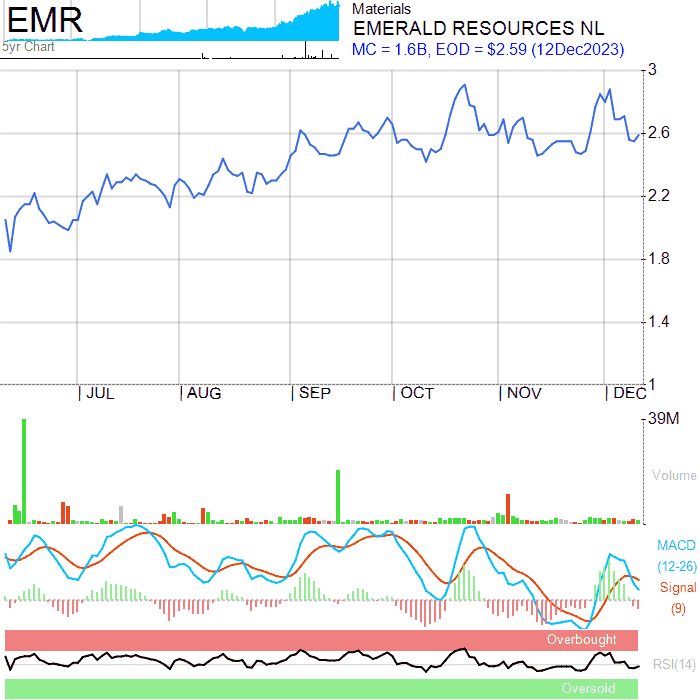 EMR
5yr Chart
Materials
EMERALD RESOURCES NL
MC = 1.6B, EOD = $2.59 (12Dec2023)
3
2.6
2.2
1.8
1.4
1
JUL
AUG
SEP
OCT
NOV
DEC
39M
Volume
MACD
(12-26)
Signal
(9)
Overbought
RSI(14)
Oversold